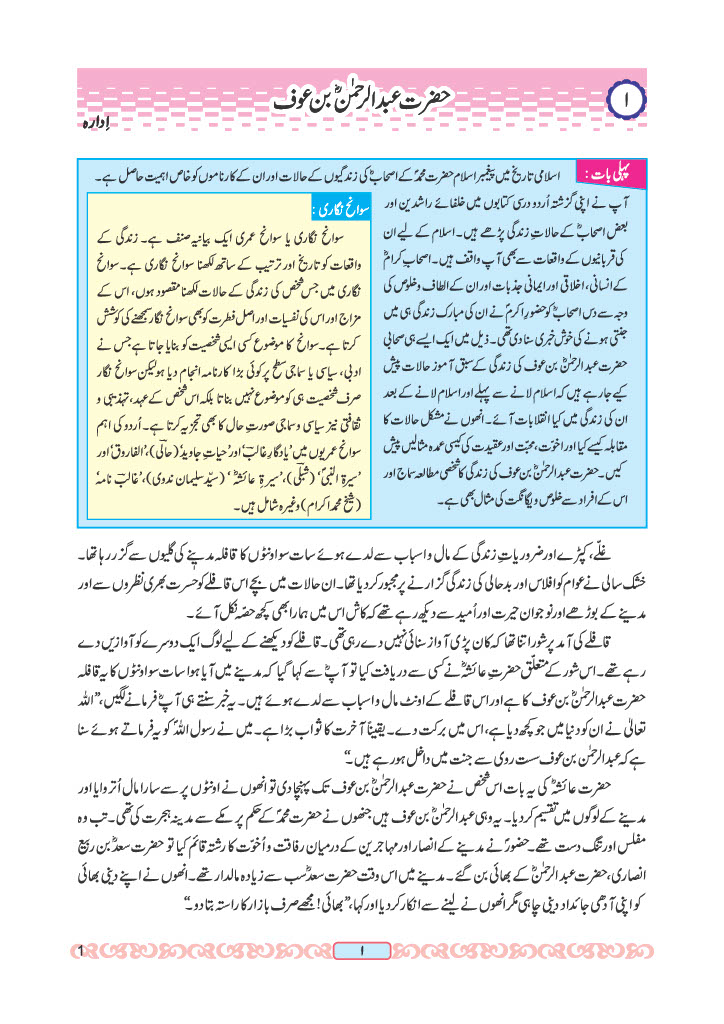 ۱
حضرت عبدالرحمٰنؓ بن عوف
اِدارہ
پہلی بات :
اسلامی تاریخ میں پیغمبرِ اسلام حضرت محمدؐ کے اصحابؓ کی زندگیوں کے حالات اور ان کے کارناموں کو خاص اہمیت حاصل ہے۔
آپ نے اپنی گزشتہ اُردو درسی کتابوں میں خلفائے راشدین اور
بعض اصحابؓ کے حالاتِ زندگی پڑھے ہیں۔ اسلام کے لیے ان
کی قربانیوں کے واقعات سے بھی آپ واقف ہیں۔ اصحابِ کرامؓ
کے انسانی، اخلاقی اور ایمانی جذبات اور ان کے الطاف و خلوص کی
وجہ سے دس اصحابؓ کو حضورِ اکرمؐ نے ان کی مبارک زندگی ہی میں
جنتی ہونے کی خوش خبری سنا دی تھی۔ ذیل میں ایک ایسے ہی صحابی
حضرت عبدالرحمٰنؓ بن عوف کی زندگی کے سبق آموز حالات پیش
کیے جا رہے ہیں کہ اسلام لانے سے پہلے اور اسلام لانے کے بعد
ان کی زندگی میں کیا انقلابات آئے۔ انھوں نے مشکل حالات کا
مقابلہ کیسے کیا اور اخوّت، محبّت اور عقیدت کی کیسی عمدہ مثالیں پیش
کیں۔ حضرت عبدالرحمٰنؓ بن عوف کی زندگی کا شخصی مطالعہ سماج اور
اس کے افراد سے خلوص و یگانگت کی مثال بھی ہے۔
سوانح نگاری :
سوانح نگاری یا سوانح عمری ایک بیانیہ صنف ہے۔ زندگی کے
واقعات کو تاریخ اور ترتیب کے ساتھ لکھنا سوانح نگاری ہے۔ سوانح
نگاری میں جس شخص کی زندگی کے حالات لکھنا مقصود ہوں، اس کے
مزاج اور اس کی نفسیات اور اصل فطرت کو بھی سوانح نگار سمجھنے کی کوشش
کرتا ہے۔ سوانح کا موضوع کسی ایسی شخصیت کو بنایا جاتا ہے جس نے
ادبی، سیاسی یا سماجی سطح پر کوئی بڑا کارنامہ انجام دیا ہو لیکن سوانح نگار
صرف شخصیت ہی کو موضوع نہیں بناتا بلکہ اس شخص کے عہد، تہذیبی و
ثقافتی نیز سیاسی و سماجی صورتِ حال کا بھی تجزیہ کرتا ہے۔ اُردو کی اہم
سوانح عمریوں میں ’یادگارِ غالب‘ اور ’حیاتِ جاوید‘ (حالی)، ’الفاروق‘ اور
’سیرۃ النبیؐ‘ (شبلی)، ’سیرۃِ عائشہؓ‘ (سیّد سلیمان ندوی)، ’غالب نامہ‘
(شیخ محمد اکرام) وغیرہ شامل ہیں۔
غلّے، کپڑے اور ضروریاتِ زندگی کے مال و اسباب سے لدے ہوئے سات سو اونٹوں کا قافلہ مدینے کی گلیوں سے گزر رہا تھا۔
خشک سالی نے عوام کو افلاس اور بدحالی کی زندگی گزارنے پر مجبور کر دیا تھا۔ ان حالات میں بچے اس قافلے کو حسرت بھری نظروں سے اور
مدینے کے بوڑھے اور نوجوان حیرت اور اُمید سے دیکھ رہے تھے کہ کاش اس میں ہمارا بھی کچھ حصّہ نکل آئے۔
قافلے کی آمد پر شور اتنا تھا کہ کان پڑی آواز سنائی نہیں دے رہی تھی۔ قافلے کو دیکھنے کے لیے لوگ ایک دوسرے کو آوازیں دے
رہے تھے۔ اس شور کے متعلّق حضرتِ عائشہؓ نے کسی سے دریافت کیا تو آپؓ سے کہا گیا کہ مدینے میں آیا ہوا سات سو اونٹوں کا یہ قافلہ
حضرت عبدالرحمٰنؓ بن عوف کا ہے اور اس قافلے کے اونٹ مال و اسباب سے لدے ہوئے ہیں۔ یہ خبر سنتے ہی آپؓ فرمانے لگیں، ”اللہ
تعالیٰ نے ان کو دنیا میں جو کچھ دیا ہے، اس میں برکت دے۔ یقیناً آخرت کا ثواب بڑا ہے۔ میں نے رسول اللہؐ کو یہ فرماتے ہوئے سنا
ہے کہ عبدالرحمٰن بن عوف سست روی سے جنت میں داخل ہو رہے ہیں۔“
حضرت عائشہؓ کی یہ بات اس شخص نے حضرت عبدالرحمٰنؓ بن عوف تک پہنچا دی تو انھوں نے اونٹوں پر سے سارا مال اُتروایا اور
مدینے کے لوگوں میں تقسیم کر دیا۔ یہ وہی عبدالرحمٰنؓ بن عوف ہیں جنھوں نے حضرت محمدؐ کے حکم پر مکے سے مدینہ ہجرت کی تھی۔ تب وہ
مفلس اور تنگ دست تھے۔ حضورؐ نے مدینے کے انصار اور مہاجرین کے درمیان رفاقت و اُخوّت کا رشتہ قائم کیا تو حضرت سعدؓ بن ربیع
انصاری، حضرت عبدالرحمٰنؓ کے بھائی بن گئے۔ مدینے میں اس وقت حضرت سعدؓ سب سے زیادہ مالدار تھے۔ انھوں نے اپنے دینی بھائی
کو اپنی آدھی جائداد دینی چاہی مگر انھوں نے لینے سے انکار کر دیا اور کہا، ”بھائی! مجھے صرف بازار کا راستہ بتا دو۔“
۱
1